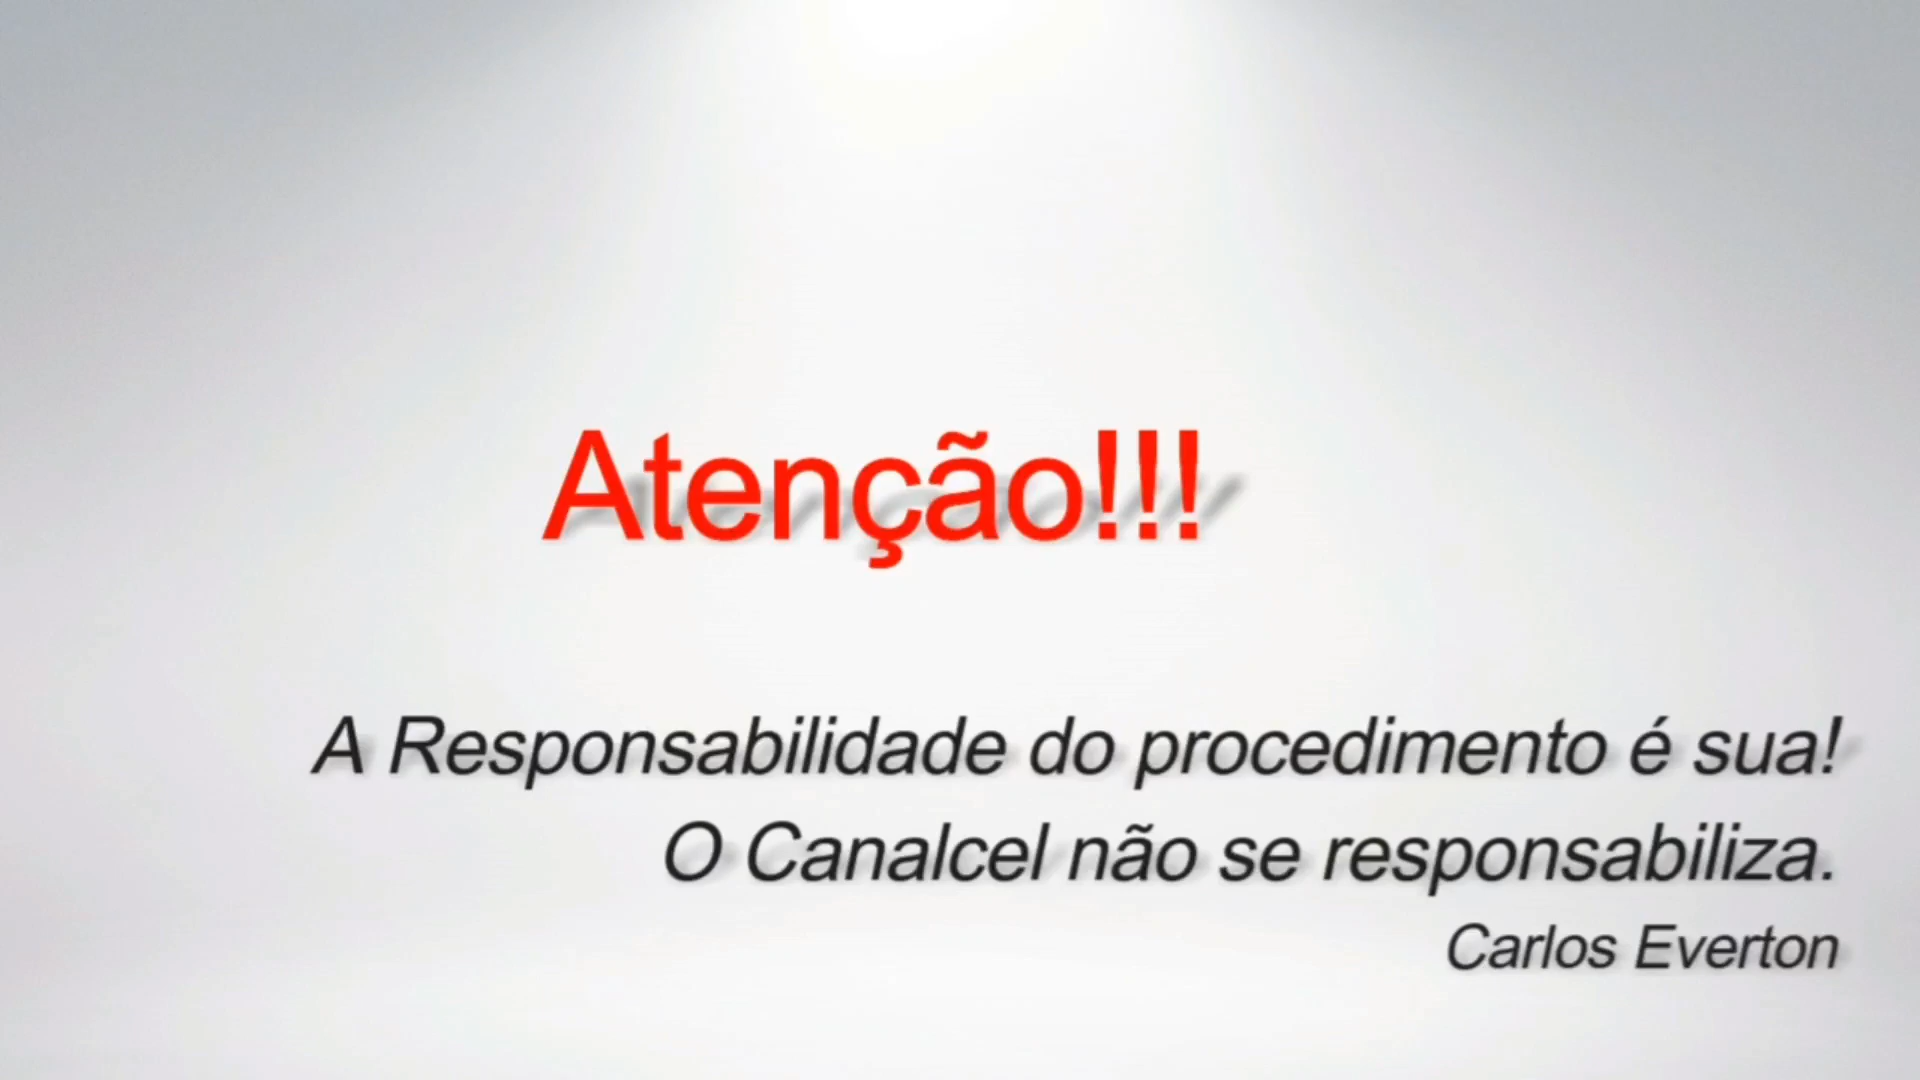 Atenção!!!
A Responsabilidade do procedimento é sua!
O Canalcel não se responsabiliza.
Carlos Everton